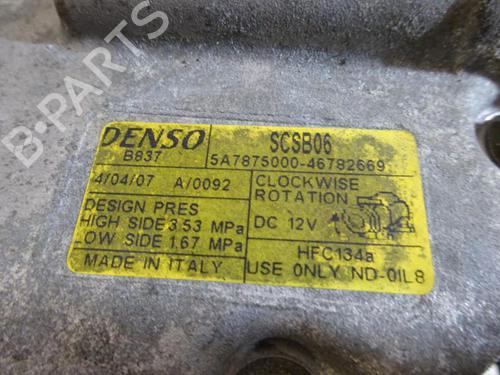 DENSO SCSB06
B837 5A7875000-46782669
4/04/07 A/0092 CLOCKWISE
ROTATION
DESIGN PRES
HIGH SIDE 3.53 MPa DC 12V
LOW SIDE 1.67 MPa
HFC134a
MADE IN ITALY USE ONLY ND-OIL8
B-Parts